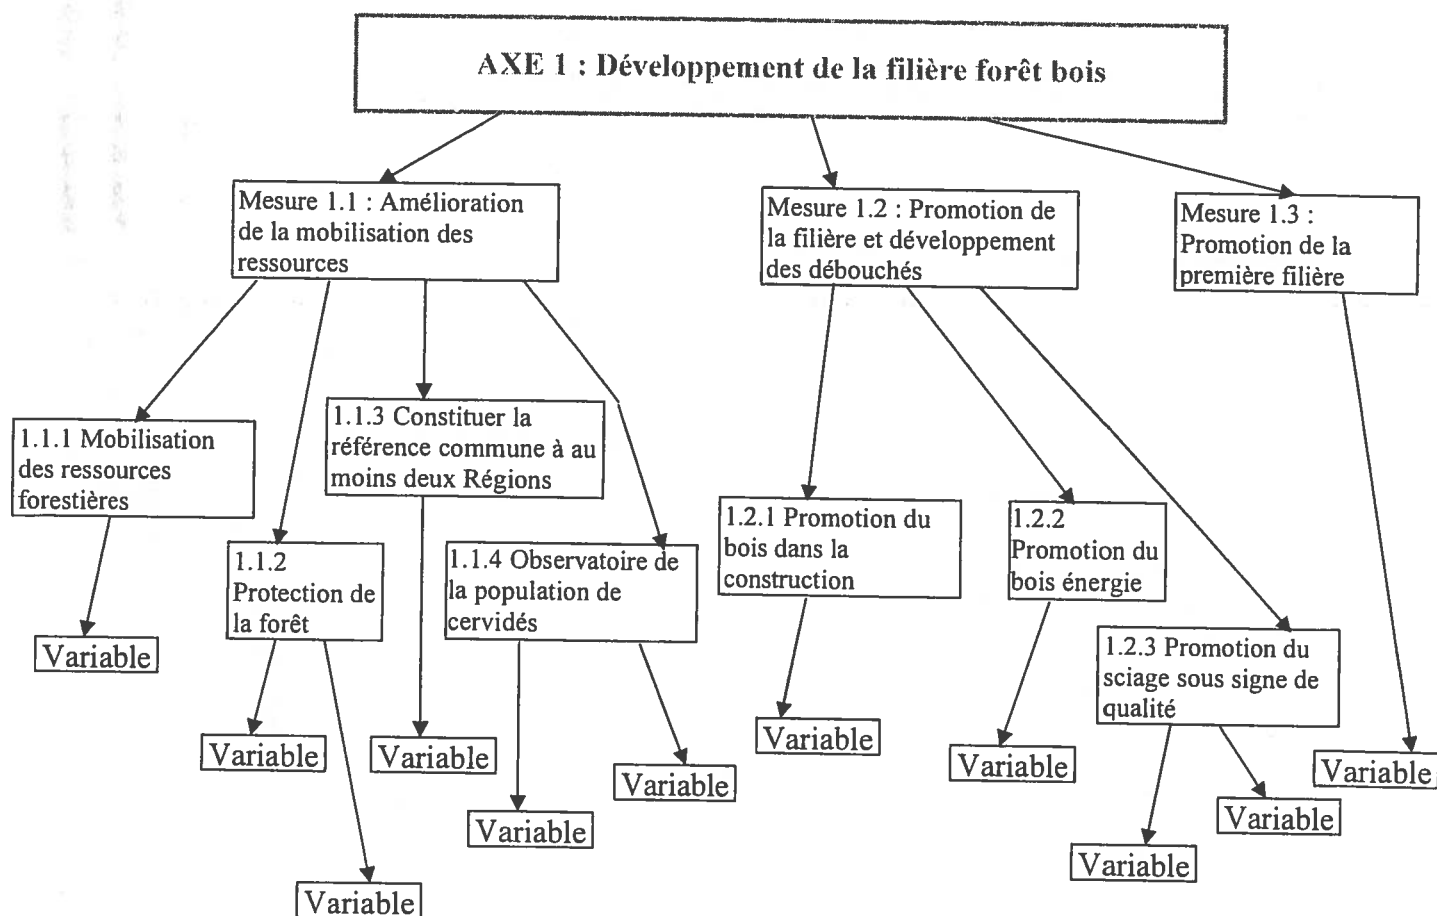 AXE 1 : Développement de la filière forêt bois
Mesure 1.1 : Amélioration
de la mobilisation des
ressources
Mesure 1.2 : Promotion de
la filière et développement
des débouchés
Mesure 1.3 :
Promotion de la
première filière
1.1.1 Mobilisation
des ressources
forestières
1.1.3 Constituer la
référence commune à au
moins deux Régions
1.1.2
Protection de
la forêt
1.1.4 Observatoire de
la population de
cervidés
1.2.1 Promotion du
bois dans la
construction
1.2.2
Promotion du
bois énergie
1.2.3 Promotion du
sciage sous signe de
qualité
Variable
Variable
Variable
Variable
Variable
Variable
Variable
Variable
Variable
Variable
Variable